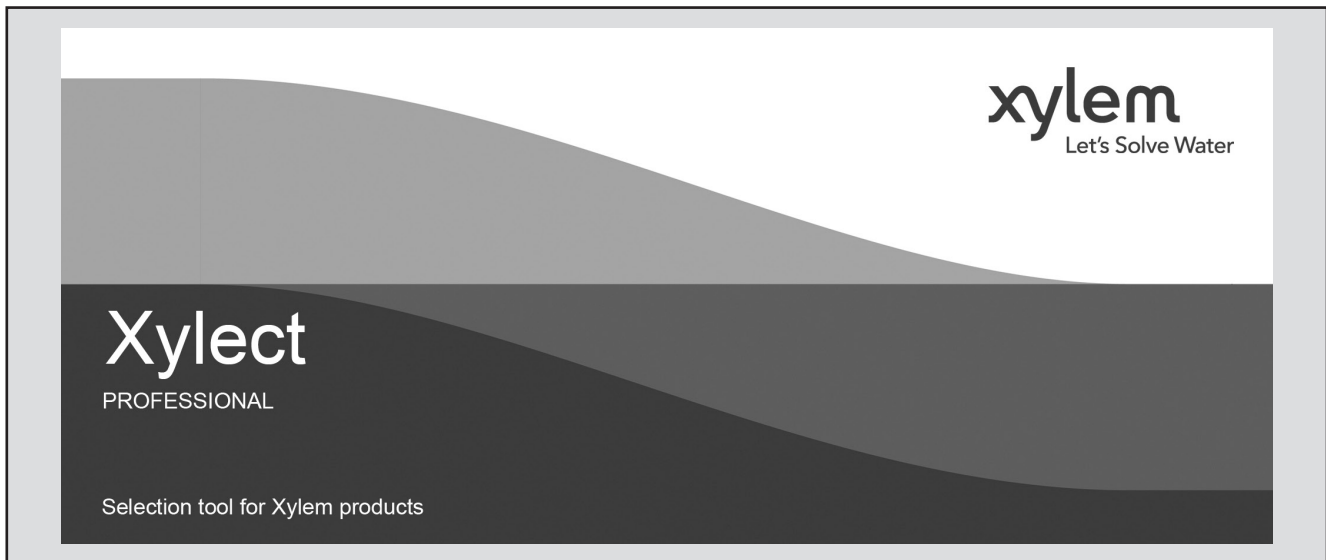 xylem
Let's Solve Water
Xylect
PROFESSIONAL
Selection tool for Xylem products